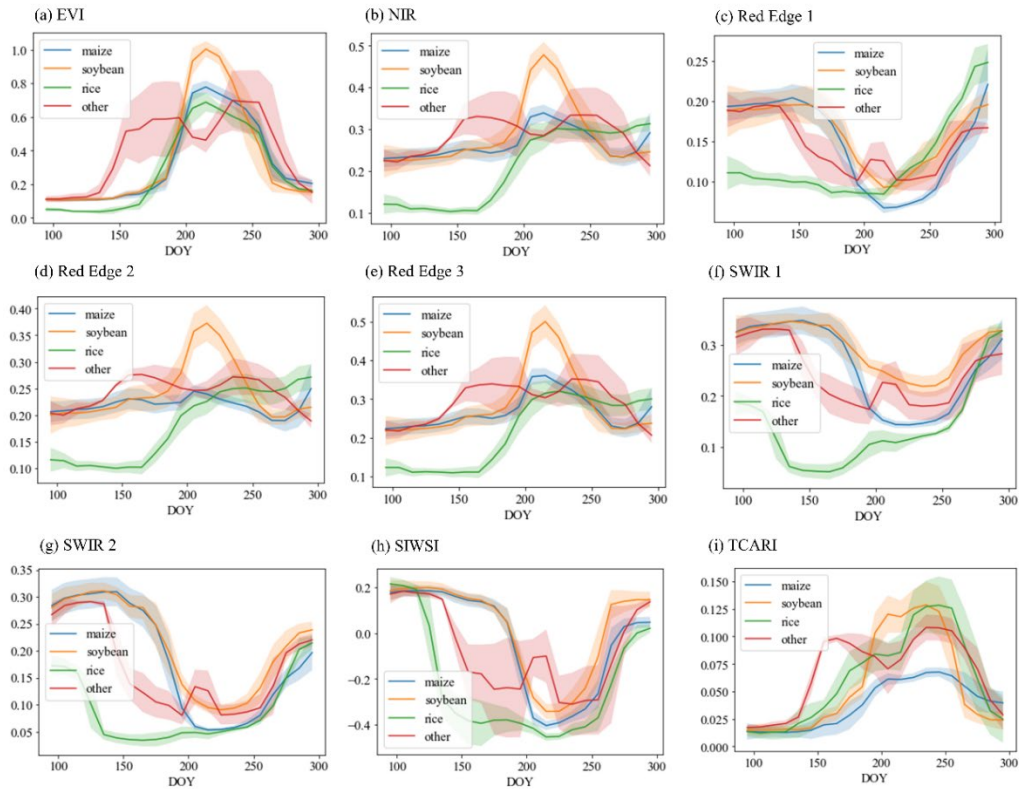 (a) EVI
(b) NIR
(c) Red Edge 1
1.0
0.8
0.6
0.4
0.2
0.0
maize
soybean
rice
other
100 150 200 250 300
DOY
0.5
0.4
0.3
0.2
0.1
maize
soybean
rice
other
100 150 200 250 300
DOY
0.25
0.20
0.15
0.10
maize
soybean
rice
other
100 150 200 250 300
DOY
(d) Red Edge 2
(e) Red Edge 3
(f) SWIR 1
0.40
0.35
0.30
0.25
0.20
0.15
0.10
maize
soybean
rice
other
100 150 200 250 300
DOY
0.5
0.4
0.3
0.2
0.1
maize
soybean
rice
other
100 150 200 250 300
DOY
0.3
0.2
0.1
maize
soybean
rice
other
100 150 200 250 300
DOY
(g) SWIR 2
(h) SIWSI
(i) TCARI
0.35
0.30
0.25
0.20
0.15
0.10
0.05
maize
soybean
rice
other
100 150 200 250 300
DOY
0.2
0.0
−0.2
−0.4
maize
soybean
rice
other
100 150 200 250 300
DOY
0.150
0.125
0.100
0.075
0.050
0.025
0.000
maize
soybean
rice
other
100 150 200 250 300
DOY